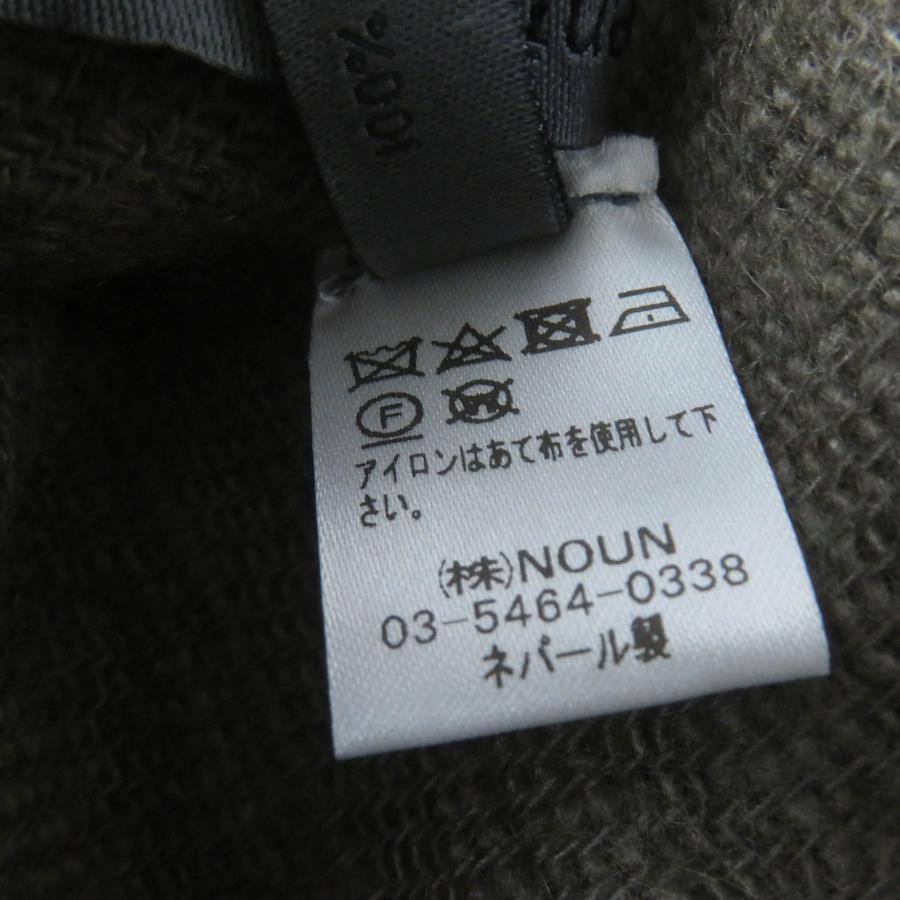 100%
F
W
アイロンはあて布を使用して下
さい。
(株)NOUN
03-5464-0338
ネパール製